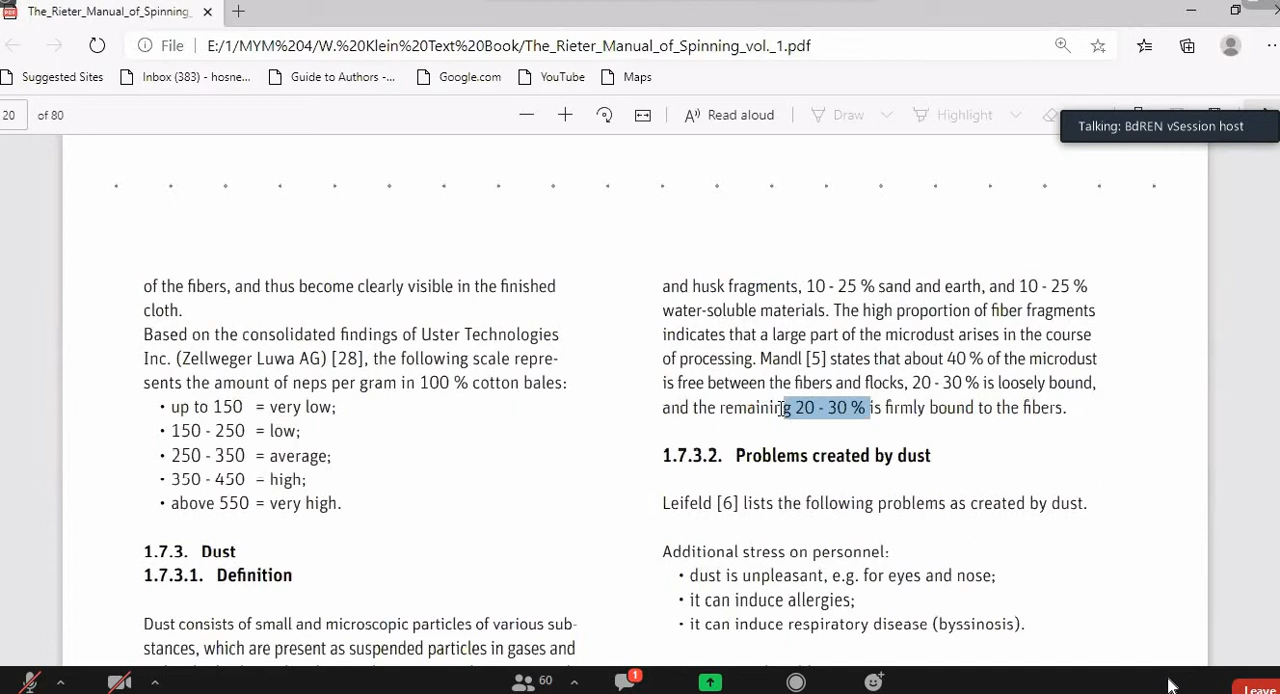 The_Rieter_Manual_of_Spinning_
File E:/1/MYM%204/W.%20Klein%20Text%20Book/The_Rieter_Manual_of_Spinning_vol._1.pdf
Suggested Sites Inbox (383) - hosne... Guide to Authors -... Google.com YouTube Maps
20 of 80 Read aloud Draw Highlight
Talking: BdREN vSession host
of the fibers, and thus become clearly visible in the finished
cloth.
Based on the consolidated findings of Uster Technologies
Inc. (Zellweger Luwa AG) [28], the following scale repre-
sents the amount of neps per gram in 100 % cotton bales:
• up to 150 = very low;
• 150 - 250 = low;
• 250 - 350 = average;
• 350 - 450 = high;
• above 550 = very high.
1.7.3. Dust
1.7.3.1. Definition
Dust consists of small and microscopic particles of various sub-
stances, which are present as suspended particles in gases and
and husk fragments, 10 - 25 % sand and earth, and 10 - 25 %
water-soluble materials. The high proportion of fiber fragments
indicates that a large part of the microdust arises in the course
of processing. Mandl [5] states that about 40 % of the microdust
is free between the fibers and flocks, 20 - 30 % is loosely bound,
and the remaining 20 - 30 % is firmly bound to the fibers.
1.7.3.2. Problems created by dust
Leifeld [6] lists the following problems as created by dust.
Additional stress on personnel:
• dust is unpleasant, e.g. for eyes and nose;
• it can induce allergies;
• it can induce respiratory disease (byssinosis).
60 1 Leave